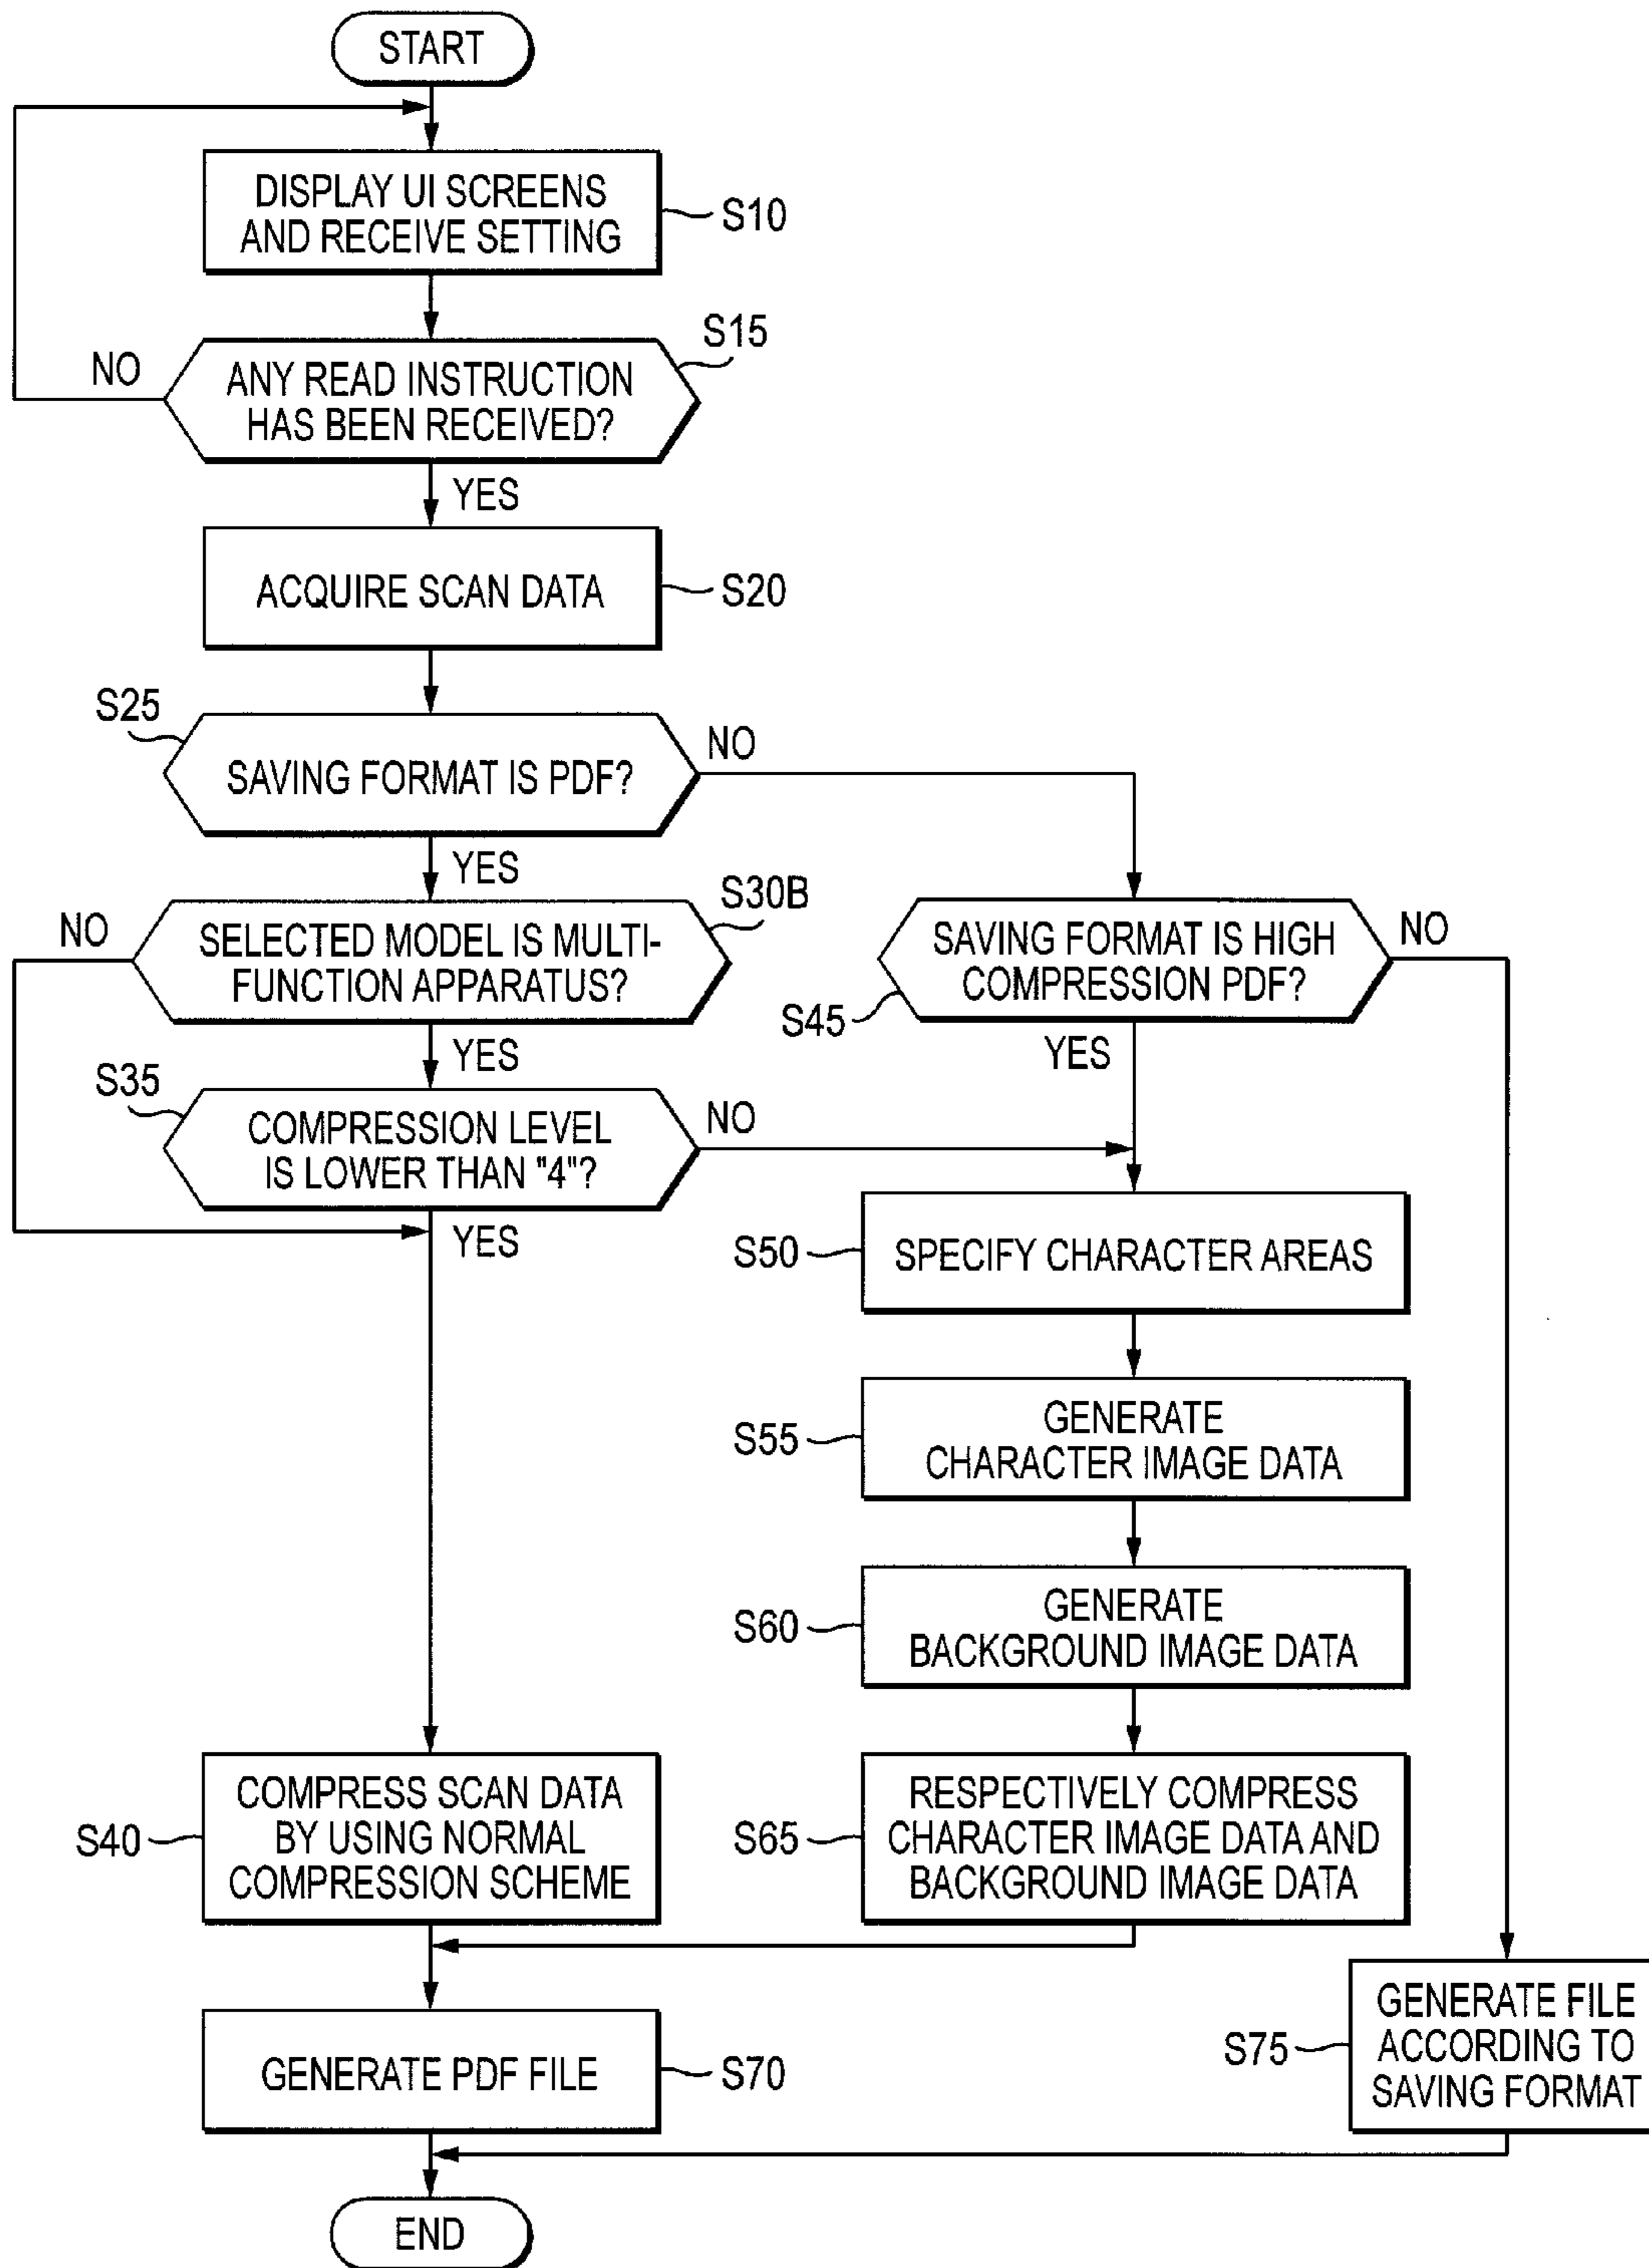 START
DISPLAY UI SCREENS
AND RECEIVE SETTING
S10
S15
NO
ANY READ INSTRUCTION
HAS BEEN RECEIVED?
YES
ACQUIRE SCAN DATA
S20
S25
NO
SAVING FORMAT IS PDF?
YES
S30B
NO
SELECTED MODEL IS MULTI-
FUNCTION APPARATUS?
YES
SAVING FORMAT IS HIGH
COMPRESSION PDF?
NO
S45
YES
S35
COMPRESSION LEVEL
IS LOWER THAN "4"?
NO
YES
S50
SPECIFY CHARACTER AREAS
S55
GENERATE
CHARACTER IMAGE DATA
S60
GENERATE
BACKGROUND IMAGE DATA
S40
COMPRESS SCAN DATA
BY USING NORMAL
COMPRESSION SCHEME
S65
RESPECTIVELY COMPRESS
CHARACTER IMAGE DATA AND
BACKGROUND IMAGE DATA
GENERATE PDF FILE
S70
S75
GENERATE FILE
ACCORDING TO
SAVING FORMAT
END